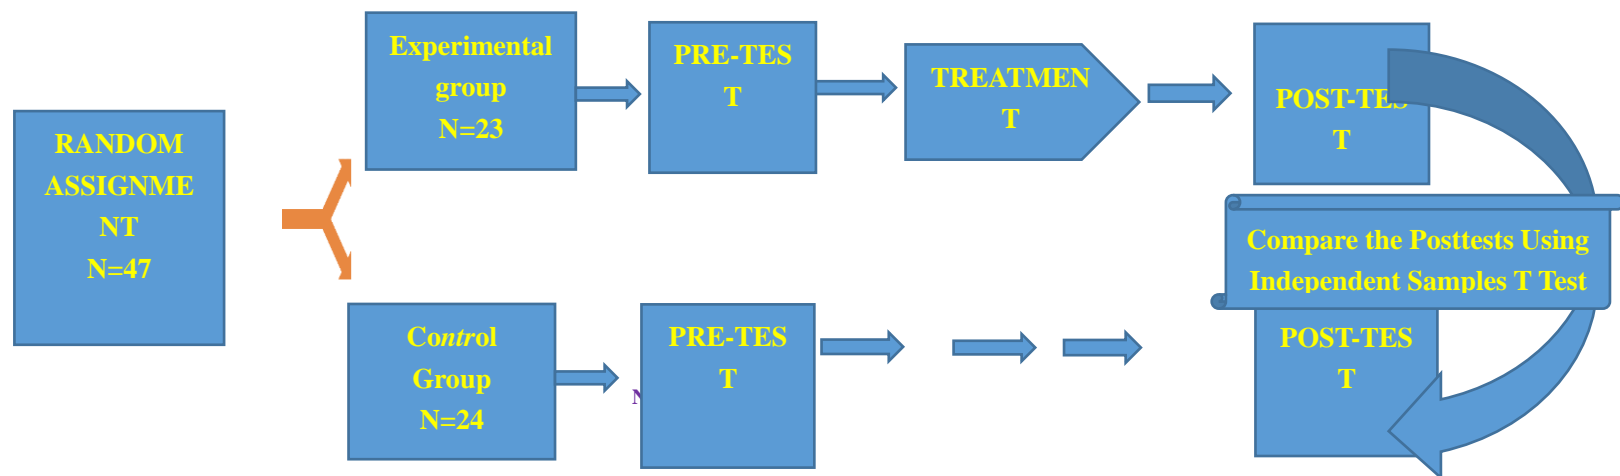 RANDOM
ASSIGNME
NT
N=47
Experimental
group
N=23
PRE-TES
T
TREATMEN
T
POST-TES
T
Compare the Posttests Using
Independent Samples T Test
Control
Group
N=24
N
PRE-TES
T
POST-TES
T